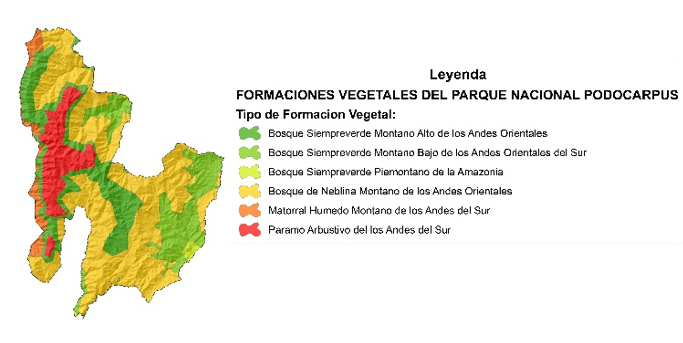 Leyenda
FORMACIONES VEGETALES DEL PARQUE NACIONAL PODOCARPUS
Tipo de Formacion Vegetal:
Bosque Siempreverde Montano Alto de los Andes Orientales
Bosque Siempreverde Montano Bajo de los Andes Orientales del Sur
Bosque Siempreverde Piemontano de la Amazonia
Bosque de Neblina Montano de los Andes Orientales
Matorral Humedo Montano de los Andes del Sur
Paramo Arbustivo del los Andes del Sur